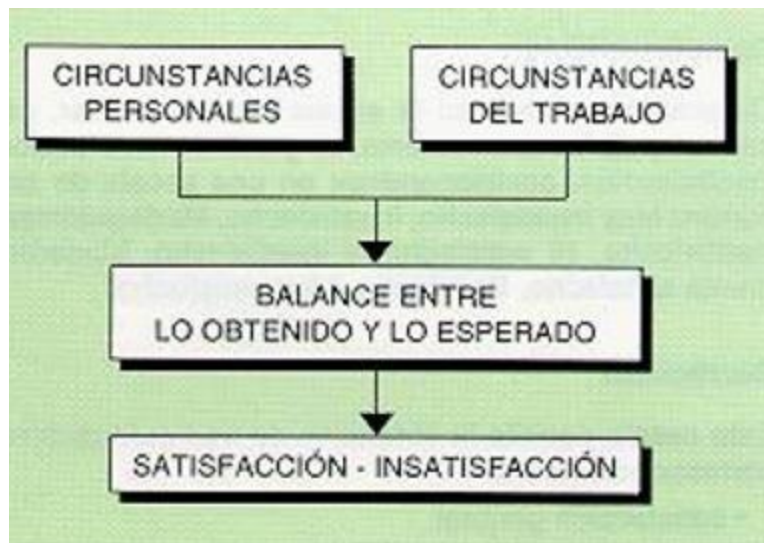 CIRCUNSTANCIAS
PERSONALES
CIRCUNSTANCIAS
DEL TRABAJO
BALANCE ENTRE
LO OBTENIDO Y LO ESPERADO
SATISFACCIÓN - INSATISFACCIÓN